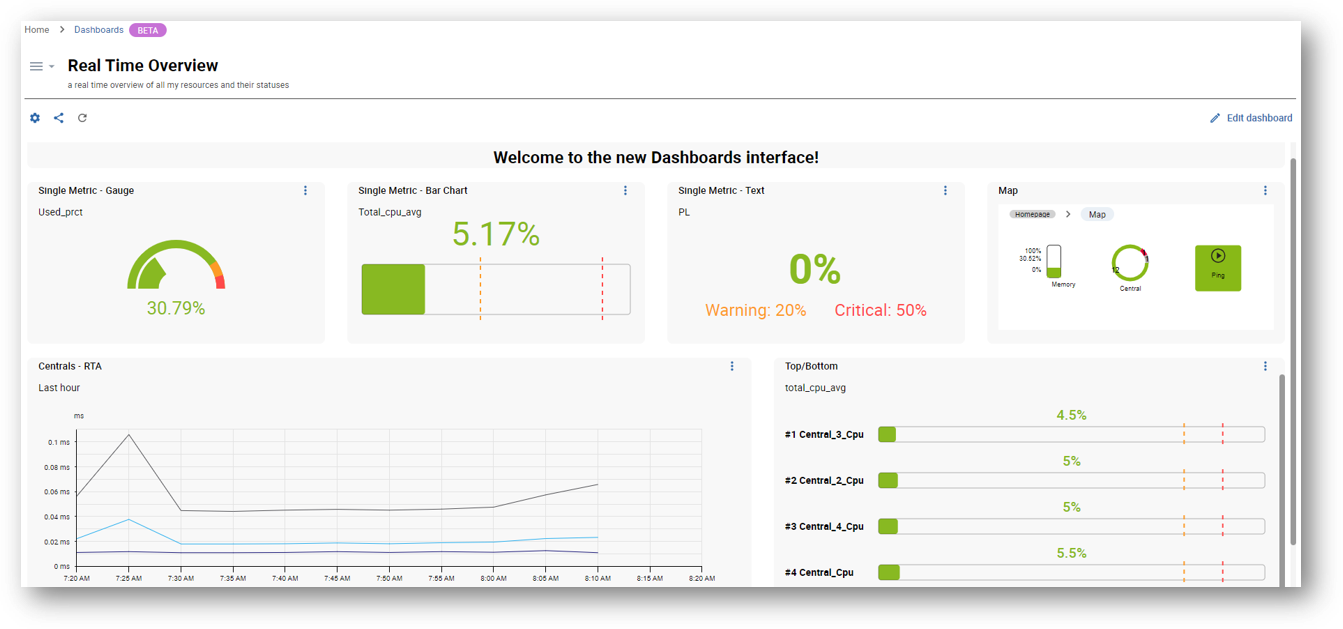 Home > Dashboards BETA
Real Time Overview
a real time overview of all my resources and their statuses
Edit dashboard
Welcome to the new Dashboards interface!
Single Metric - Gauge
Used_prct
30.79%
Single Metric - Bar Chart
Total_cpu_avg
5.17%
Single Metric - Text
PL
0%
Warning: 20% Critical: 50%
Map
Homepage > Map
100%
30.52%
0%
Memory
1
12
Central
Ping
Centrals - RTA
Last hour
ms
0.1 ms
0.08 ms
0.06 ms
0.04 ms
0.02 ms
0 ms
7:20 AM 7:25 AM 7:30 AM 7:35 AM 7:40 AM 7:45 AM 7:50 AM 7:55 AM 8:00 AM 8:05 AM 8:10 AM 8:15 AM 8:20 AM
Top/Bottom
total_cpu_avg
4.5%
#1 Central_3_Cpu
5%
#2 Central_2_Cpu
5%
#3 Central_4_Cpu
5.5%
#4 Central_Cpu